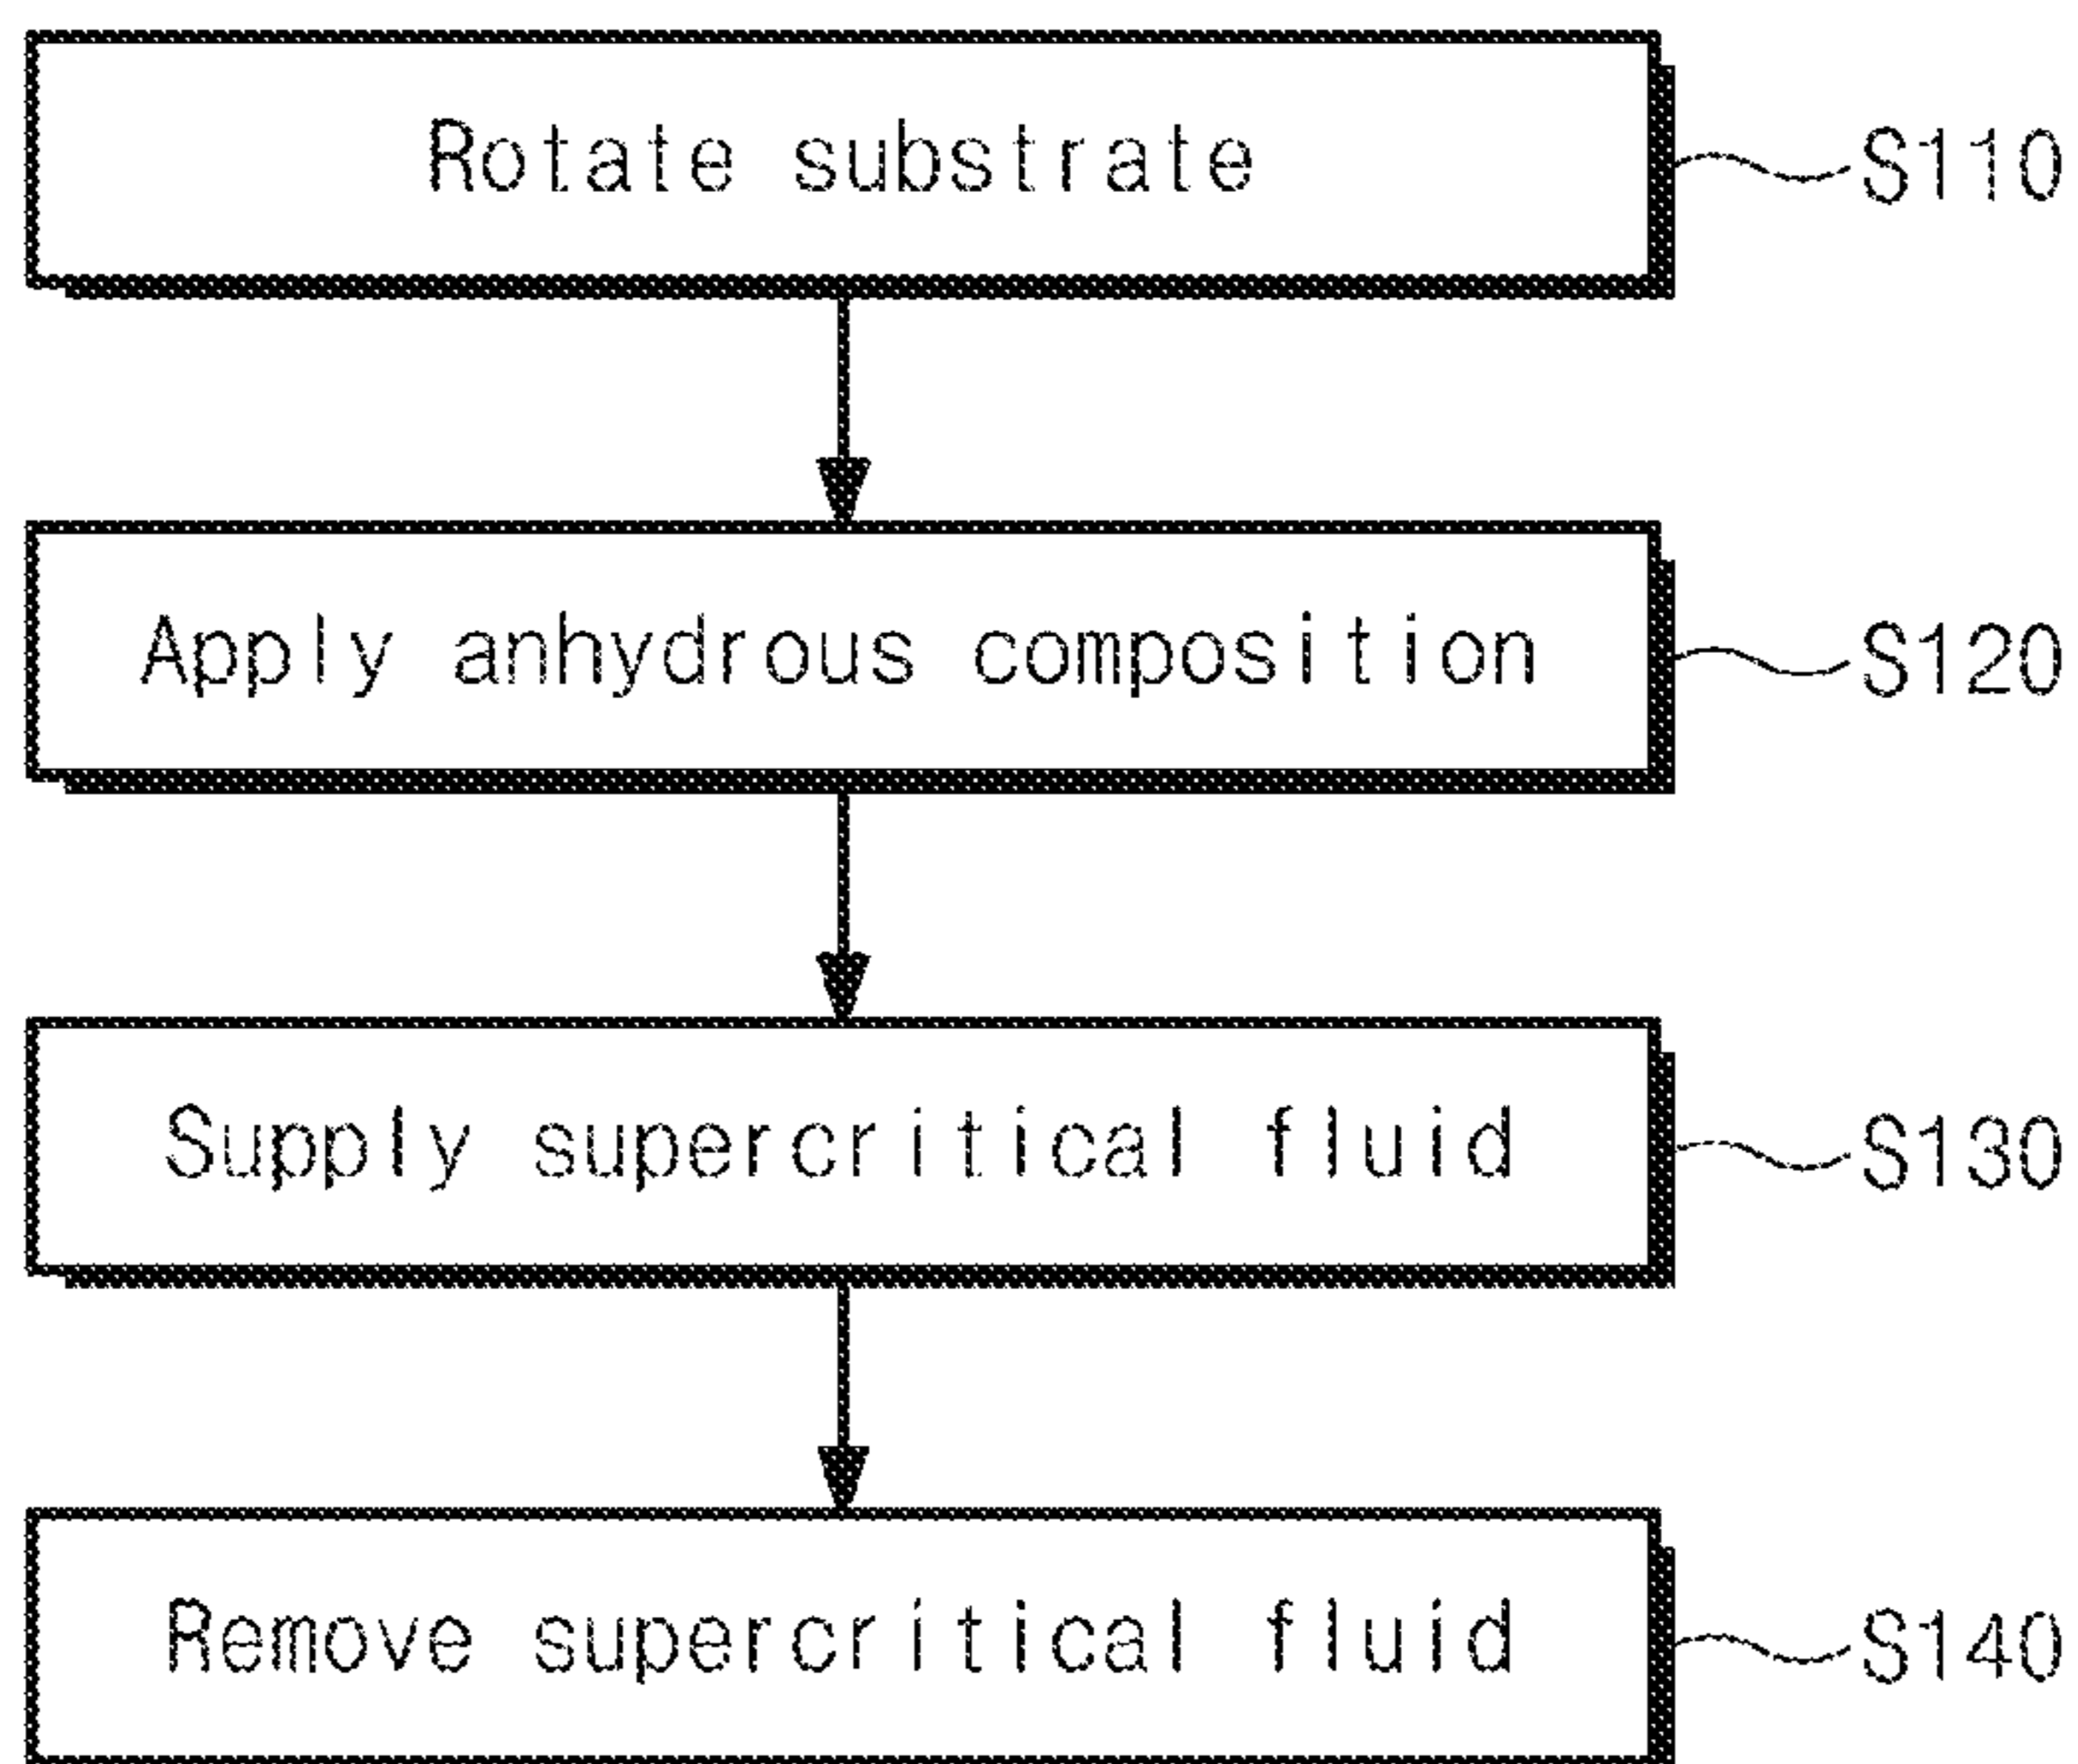 Rotate substrate S110
Apply anhydrous composition S120
Supply supercritical fluid S130
Remove supercritical fluid S140